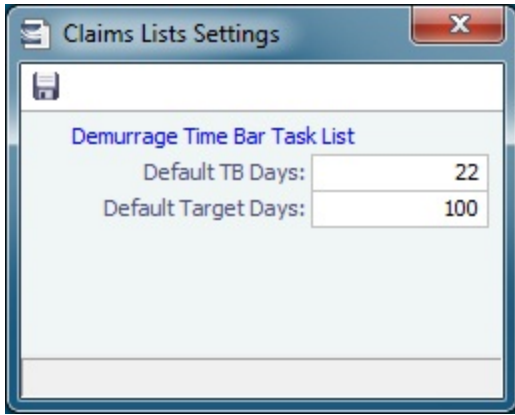 Claims Lists Settings
Demurrage Time Bar Task List
Default TB Days: 22
Default Target Days: 100